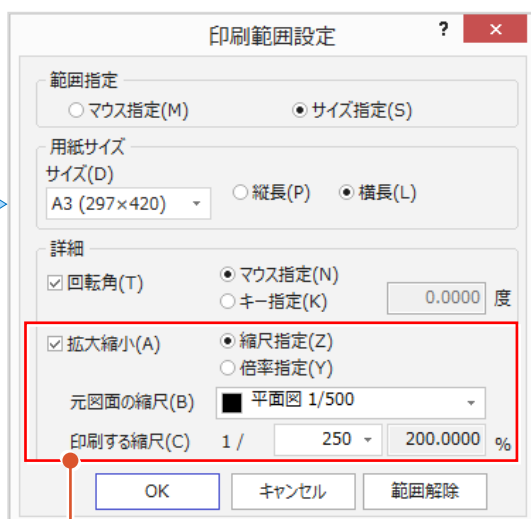 印刷範囲設定 ? ×
範囲指定
マウス指定(M) サイズ指定(S)
用紙サイズ
サイズ(D)
A3 (297×420) 縦長(P) 横長(L)
詳細
回転角(T) マウス指定(N)
キー指定(K) 0.0000 度
拡大縮小(A) 縮尺指定(Z)
倍率指定(Y)
元図面の縮尺(B) 平面図 1/500
印刷する縮尺(C) 1 / 250 200.0000 %
OK キャンセル 範囲解除